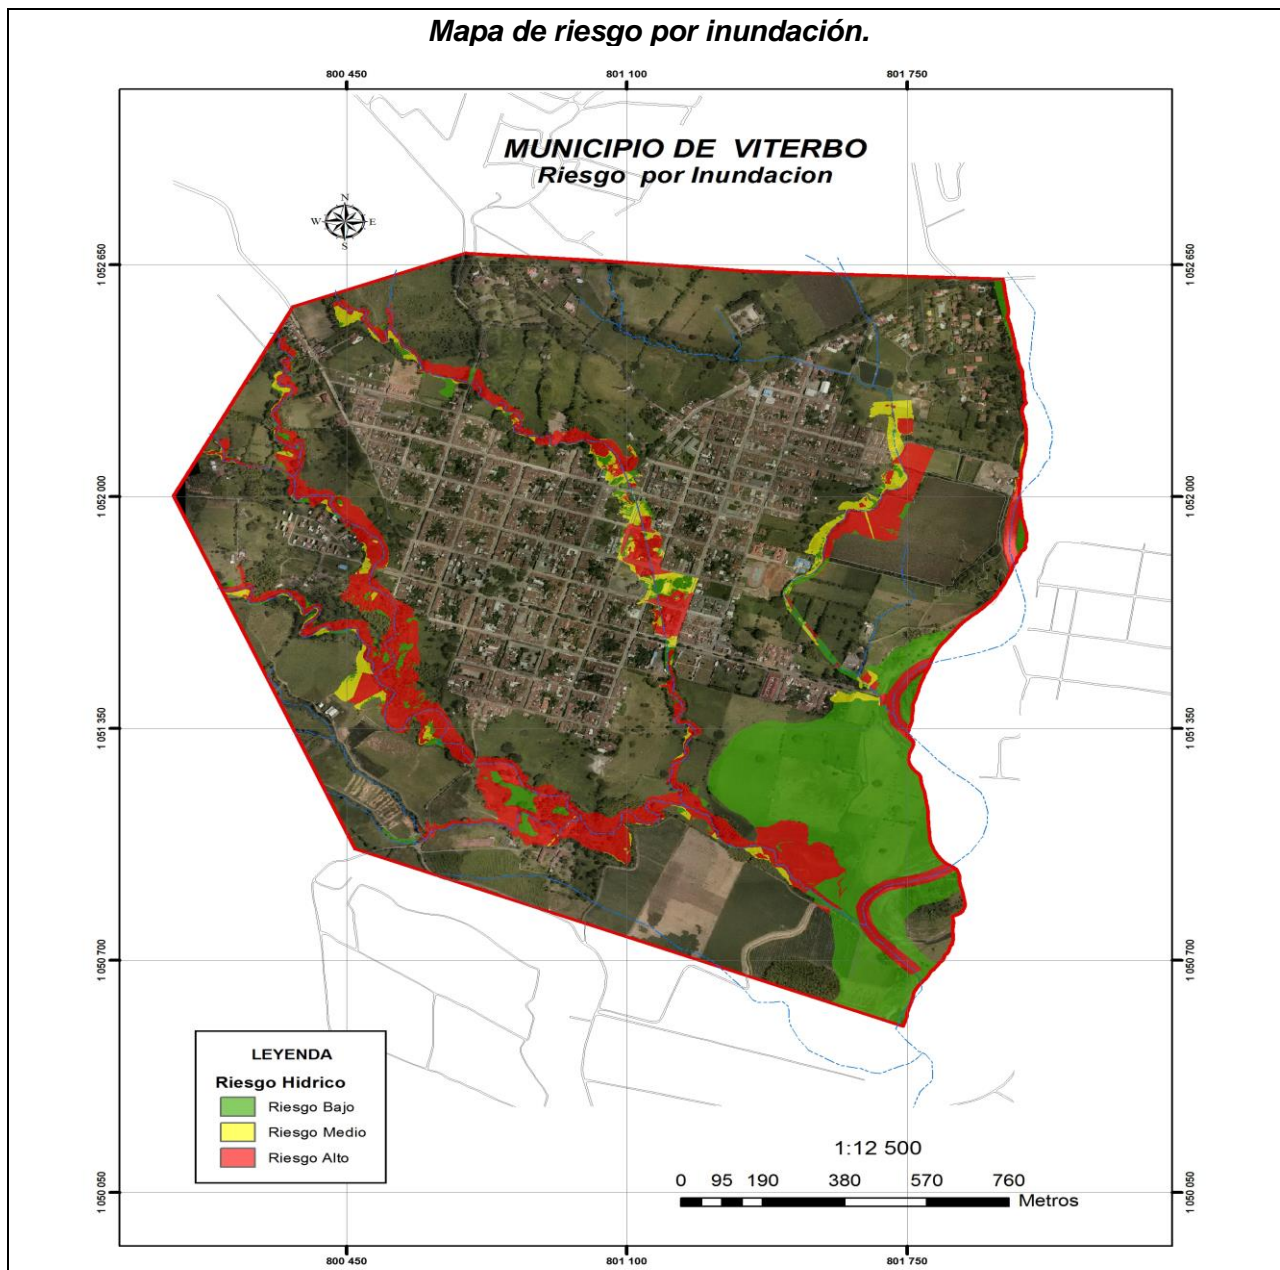 Mapa de riesgo por inundación.
800 450
801 100
801 750
MUNICIPIO DE VITERBO
Riesgo por Inundacion
N
W
E
S
1 052 650
1 052 650
1 052 000
1 052 000
1 051 350
1 051 350
1 050 700
1 050 700
LEYENDA
Riesgo Hidrico
Riesgo Bajo
Riesgo Medio
Riesgo Alto
1:12 500
0 95 190 380 570 760
Metros
1 050 050
1 050 050
800 450
801 100
801 750